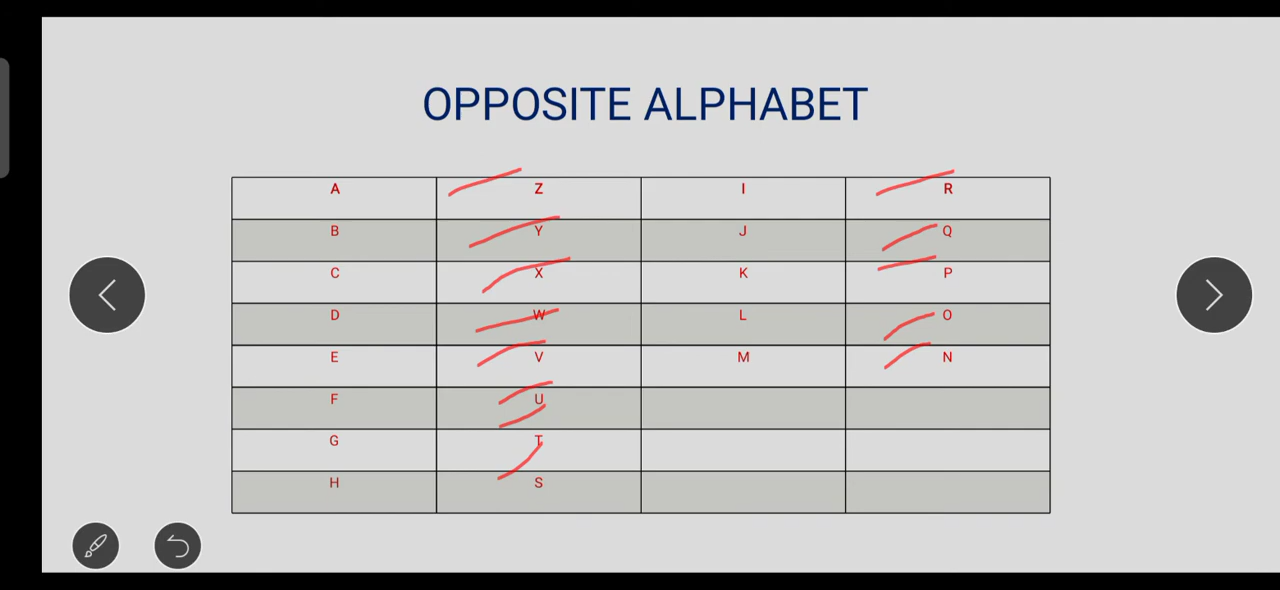 OPPOSITE ALPHABET
A Z I R
B Y J Q
C X K P
D W L O
E V M N
F U
G T
H S